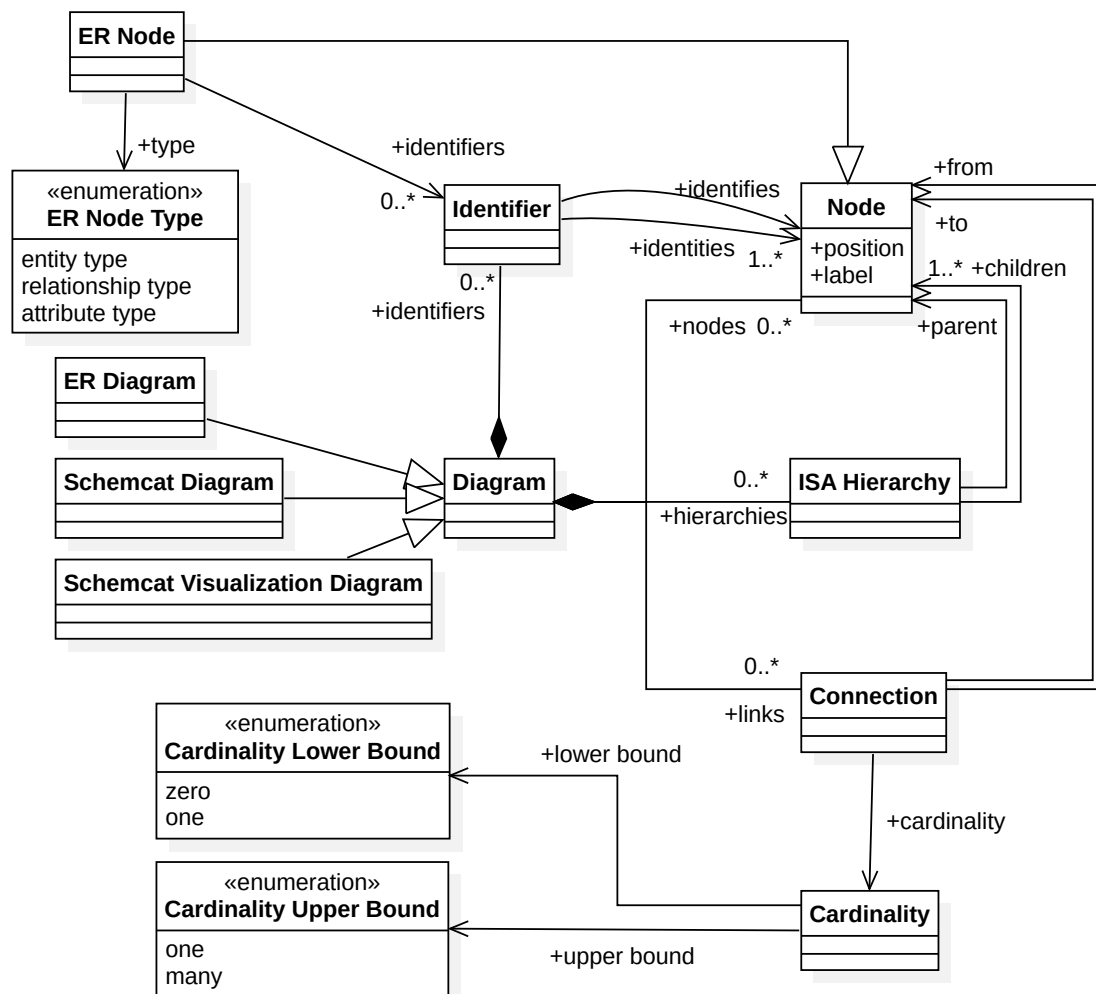 ER Node
+type
«enumeration»
ER Node Type
entity type
relationship type
attribute type
+identifiers
0..*
Identifier
+identifies
+identities
1..*
Node
+position
+label
+from
+to
1..* +children
+parent
0..*
+identifiers
+nodes 0..*
ER Diagram
Schemcat Diagram
Schemcat Visualization Diagram
Diagram
0..*
+hierarchies
ISA Hierarchy
0..*
+links
Connection
+cardinality
«enumeration»
Cardinality Lower Bound
zero
one
+lower bound
«enumeration»
Cardinality Upper Bound
one
many
+upper bound
Cardinality